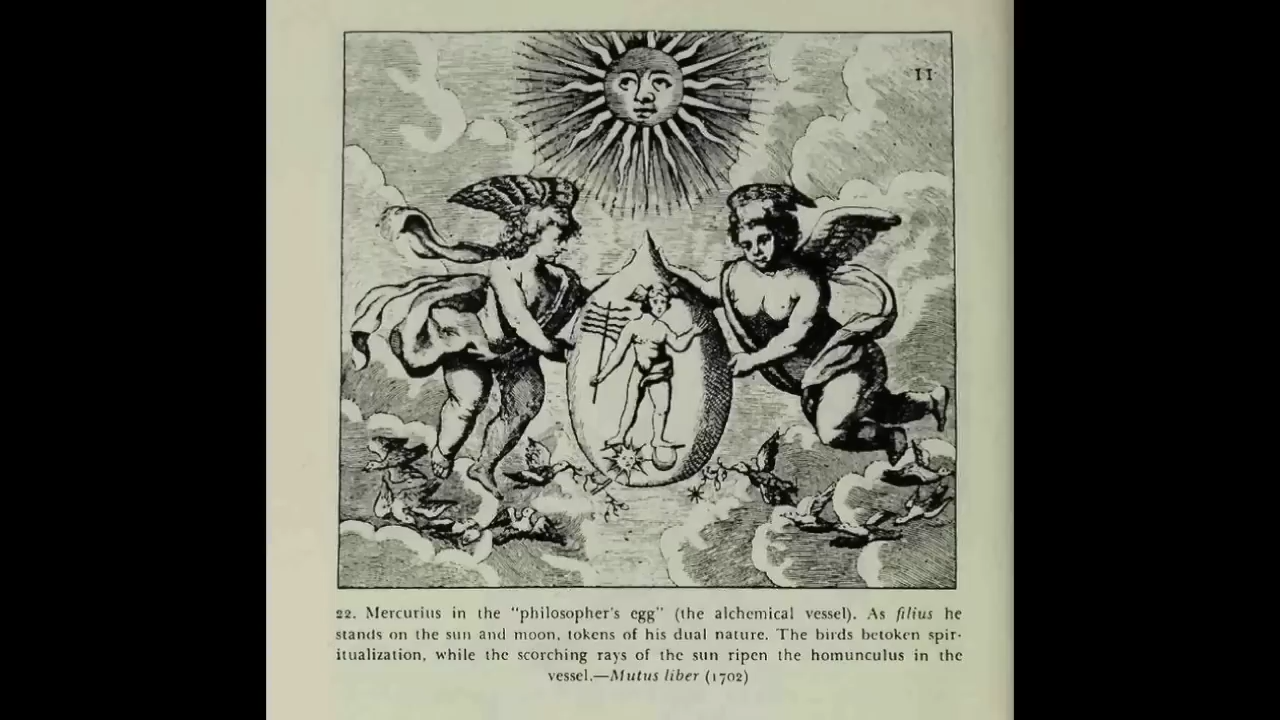 11
22. Mercurius in the "philosopher's egg" (the alchemical vessel). As filius he
stands on the sun and moon, tokens of his dual nature. The birds betoken spir-
itualization, while the scorching rays of the sun ripen the homunculus in the
vessel.—Mutus liber (1702)